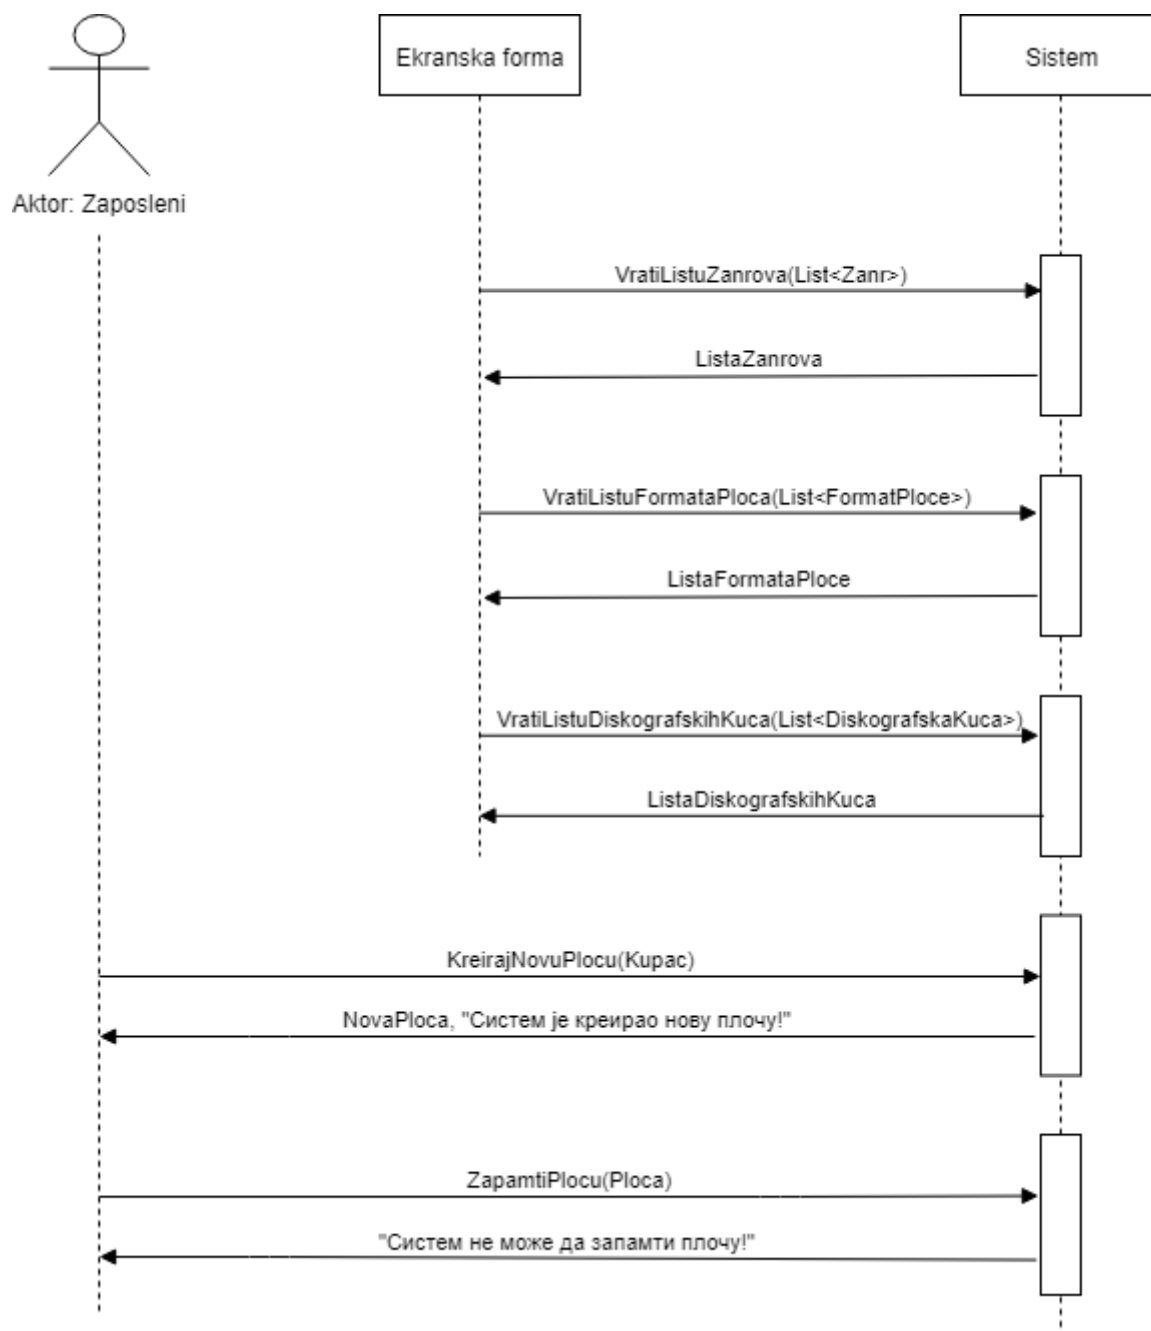 Ekranska forma
Sistem
Aktor: Zaposleni
VratiListuZanrova(List<Zanr>)
ListaZanrova
VratiListuFormataPloca(List<FormatPloce>)
ListaFormataPloce
VratiListuDiskografskihKuca(List<DiskografskaKuca>)
ListaDiskografskihKuca
KreirajNovuPlocu(Kupac)
NovaPloca, "Систем је креирао нову плочу!"
ZapamtiPlocu(Ploca)
"Систем не може да запамти плочу!"